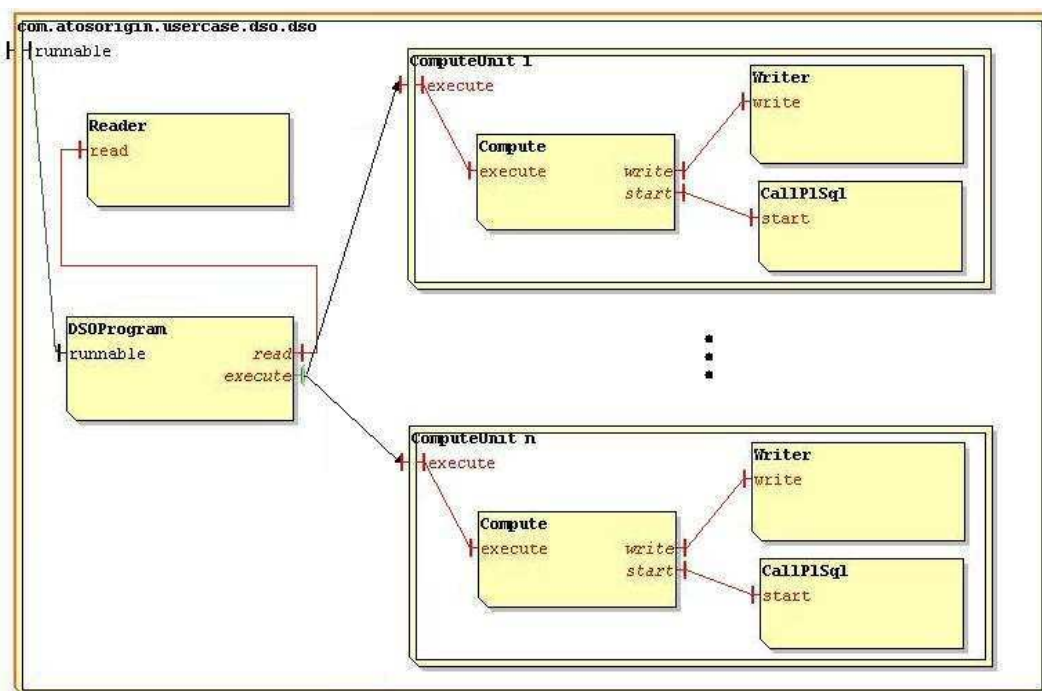 com.atosorigin.usercase.dso.dso
runnable
Reader
read
DSOProgram
runnable
read
execute
ComputeUnit 1
execute
Compute
execute
write
start
Writer
write
CallPlSql
start
ComputeUnit n
execute
Compute
execute
write
start
Writer
write
CallPlSql
start